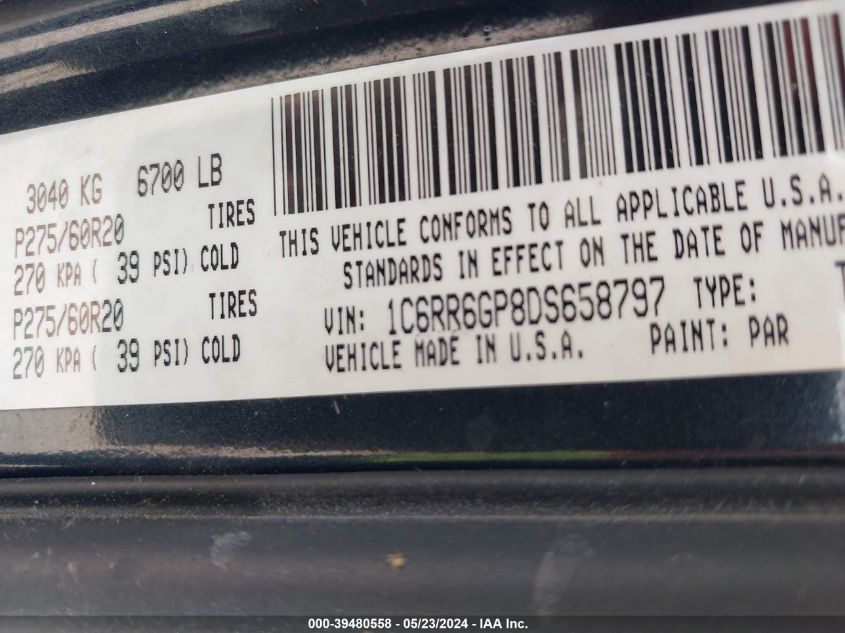 3040 KG 6700 LB
P275/60R20 TIRES
270 KPA ( 39 PSI) COLD
P275/60R20 TIRES
270 KPA ( 39 PSI) COLD
THIS VEHICLE CONFORMS TO ALL APPLICABLE U.S.A.
STANDARDS IN EFFECT ON THE DATE OF MANUF
VIN: 1C6RR6GP8DS658797 TYPE: T
VEHICLE MADE IN U.S.A. PAINT: PAR
000-39480558 - 05/23/2024 - IAA Inc.